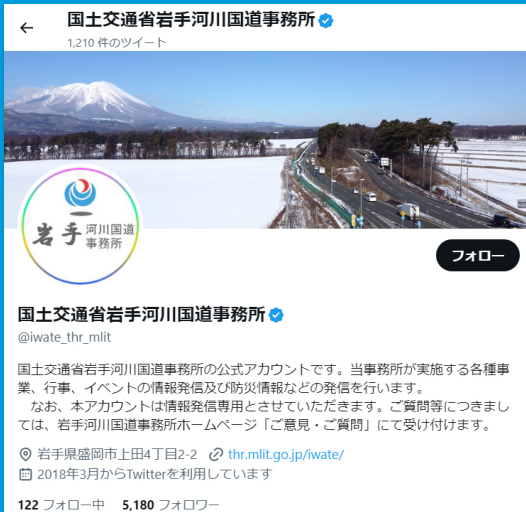 国土交通省岩手河川国道事務所
1,210 件のツイート
岩手 河川国道
事務所
フォロー
国土交通省岩手河川国道事務所
@iwate_thr_mlit
国土交通省岩手河川国道事務所の公式アカウントです。当事務所が実施する各種事
業、行事、イベントの情報発信及び防災情報などの発信を行います。
　なお、本アカウントは情報発信専用とさせていただきます。ご質問等につきまし
ては、岩手河川国道事務所ホームページ「ご意見・ご質問」にて受け付けます。
岩手県盛岡市上田4丁目2-2 thr.mlit.go.jp/iwate/
2018年3月からTwitterを利用しています
122 フォロー中 5,180 フォロワー